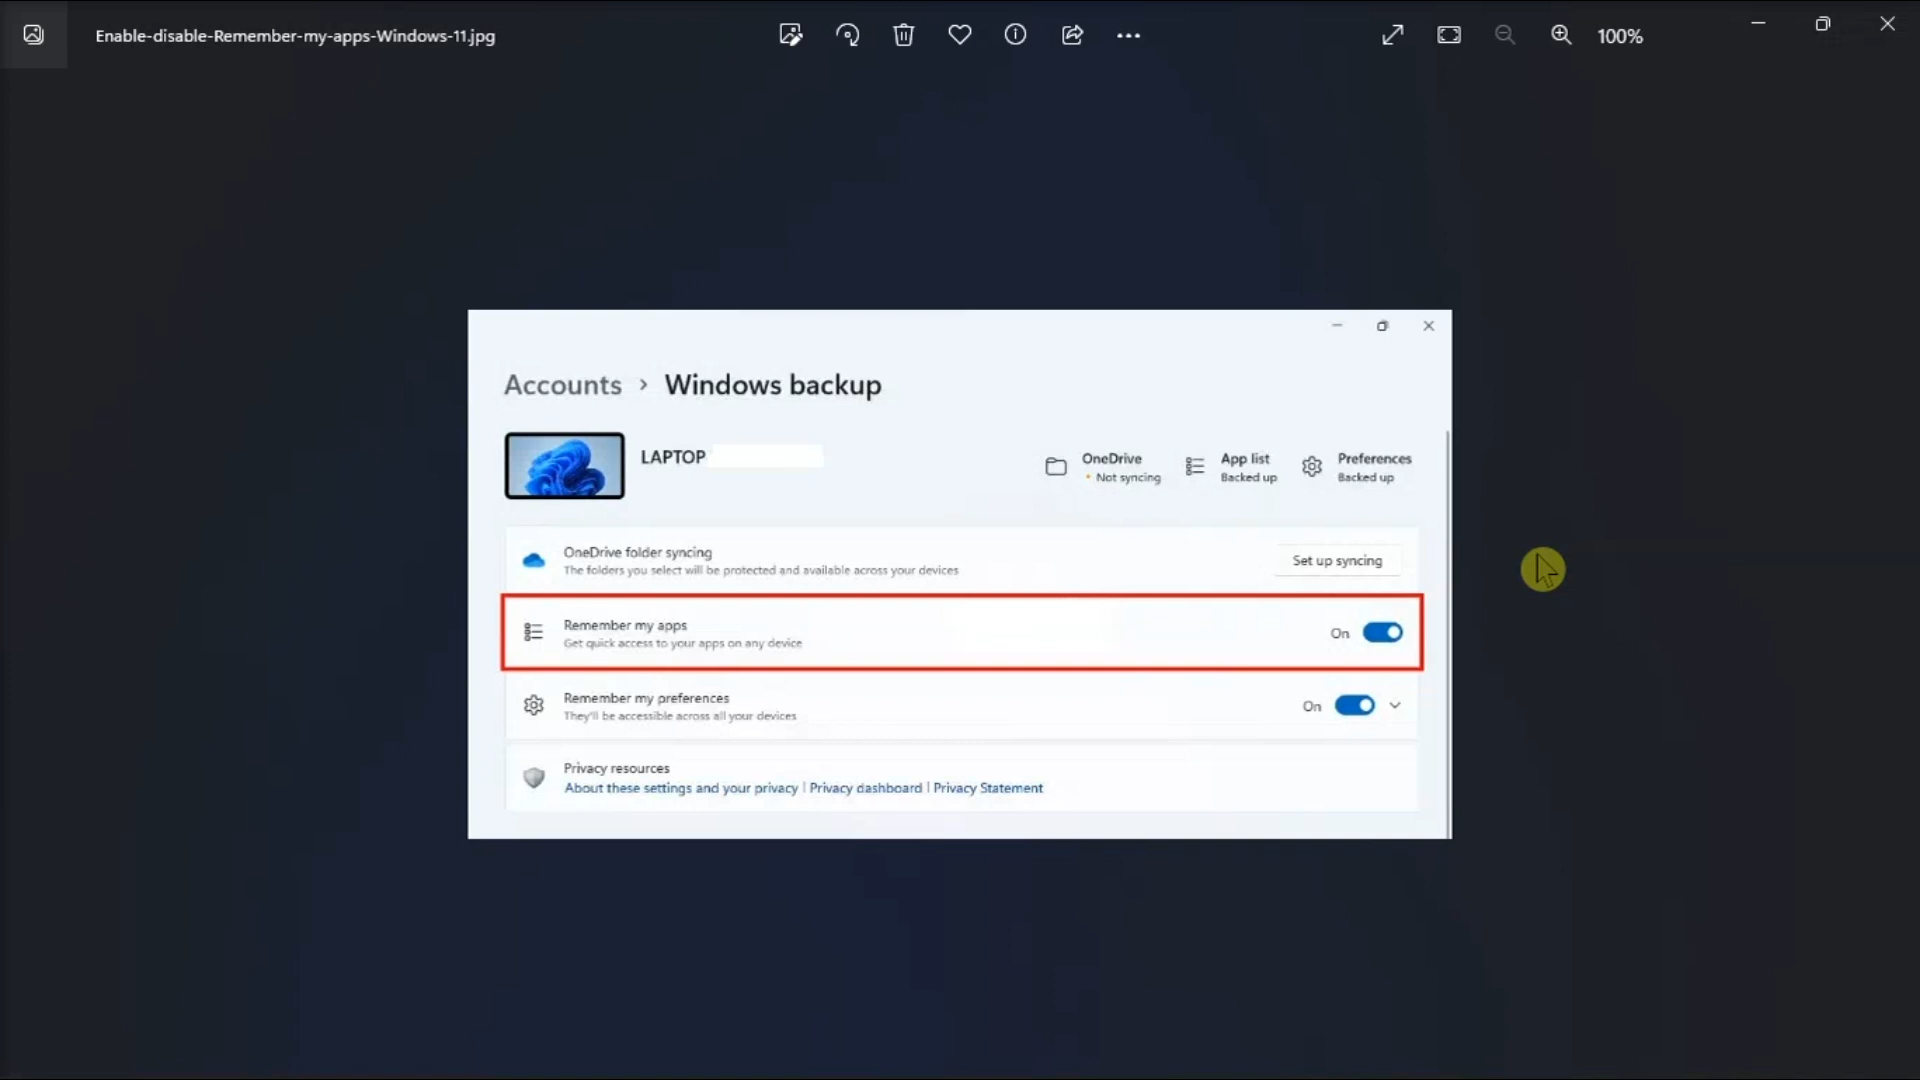 Enable-disable-Remember-my-apps-Windows-11.jpg
100%
Accounts > Windows backup
LAPTOP
OneDrive
• Not syncing
App list
Backed up
Preferences
Backed up
OneDrive folder syncing
The folders you select will be protected and available across your devices
Set up syncing
Remember my apps
Get quick access to your apps on any device
On
Remember my preferences
They'll be accessible across all your devices
On
Privacy resources
About these settings and your privacy | Privacy dashboard | Privacy Statement